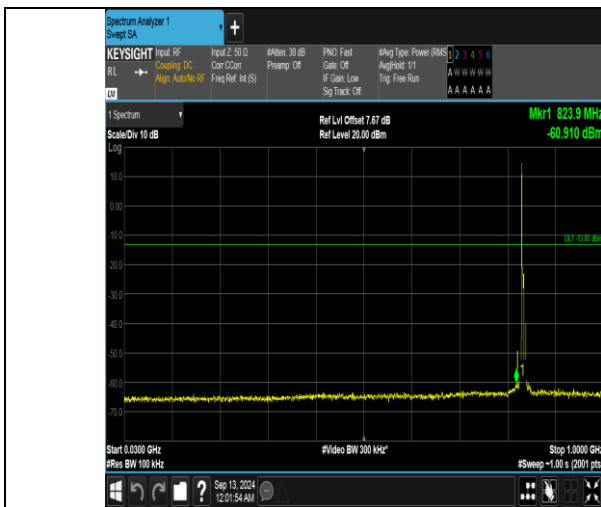 Spectrum Analyzer 1
Swept SA
KEYSIGHT
RL
Input: RF
Coupling: DC
Align: Auto/No RF
Input Z: 50 Ω
Corr CCorr
Freq Ref: Int (S)
#Atten: 30 dB
Preamp: Off
PNO: Fast
Gate: Off
IF Gain: Low
Sig Track: Off
#Avg Type: Power (RMS
Avg|Hold: 1/1
Trig: Free Run
1 2 3 4 5 6
A W W W W W
A A A A A A
1 Spectrum
Scale/Div 10 dB
Log
Ref Lvl Offset 7.67 dB
Ref Level 20.00 dBm
Mkr1 823.9 MHz
-60.910 dBm
10.0
0.00
-10.0
DL1 -13.00 dBm
-20.0
-30.0
-40.0
-50.0
1
-60.0
-70.0
Start 0.0300 GHz
#Res BW 100 kHz
#Video BW 300 kHz*
Stop 1.0000 GHz
#Sweep ~1.00 s (2001 pts
Sep 13, 2024
12:01:54 AM